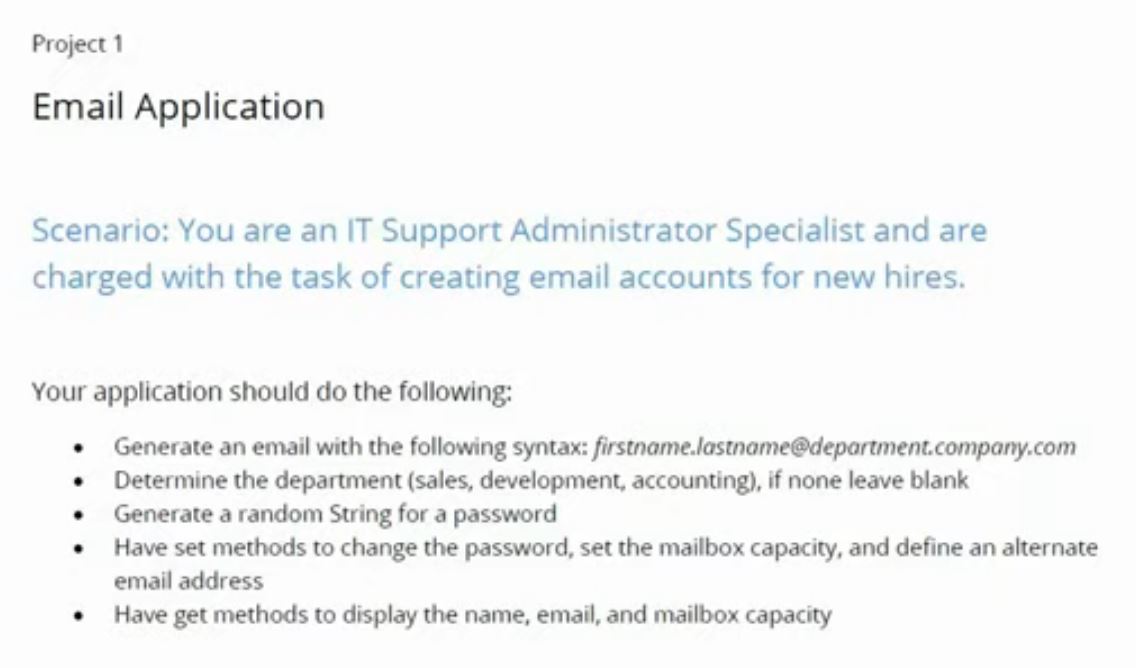 Project 1
Email Application
Scenario: You are an IT Support Administrator Specialist and are
charged with the task of creating email accounts for new hires.
Your application should do the following:
• Generate an email with the following syntax: firstname.lastname@department.company.com
• Determine the department (sales, development, accounting), if none leave blank
• Generate a random String for a password
• Have set methods to change the password, set the mailbox capacity, and define an alternate
email address
• Have get methods to display the name, email, and mailbox capacity